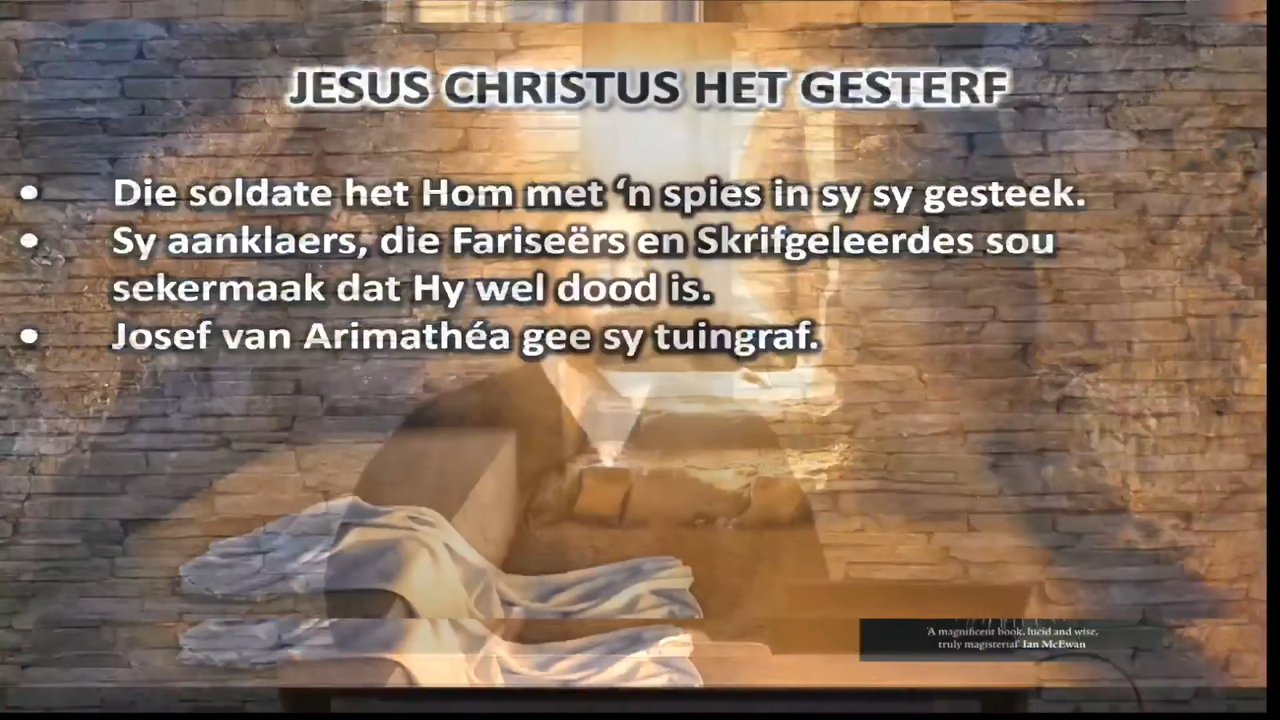 JESUS CHRISTUS HET GESTERF
• Die soldate het Hom met ‘n spies in sy sy gesteek.
• Sy aanklaers, die Fariseërs en Skrifgeleerdes sou
sekermaak dat Hy wel dood is.
• Josef van Arimathéa gee sy tuingraf.
'A magnificent book, lucid and wise,
truly magisterial' Ian McEwan